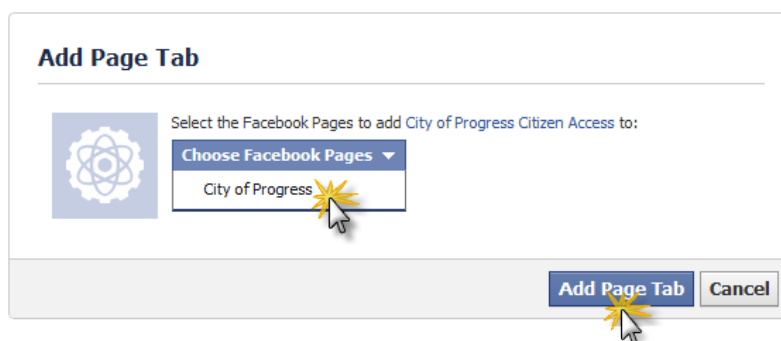 Add Page Tab
Select the Facebook Pages to add City of Progress Citizen Access to:
Choose Facebook Pages
City of Progress
Add Page Tab
Cancel